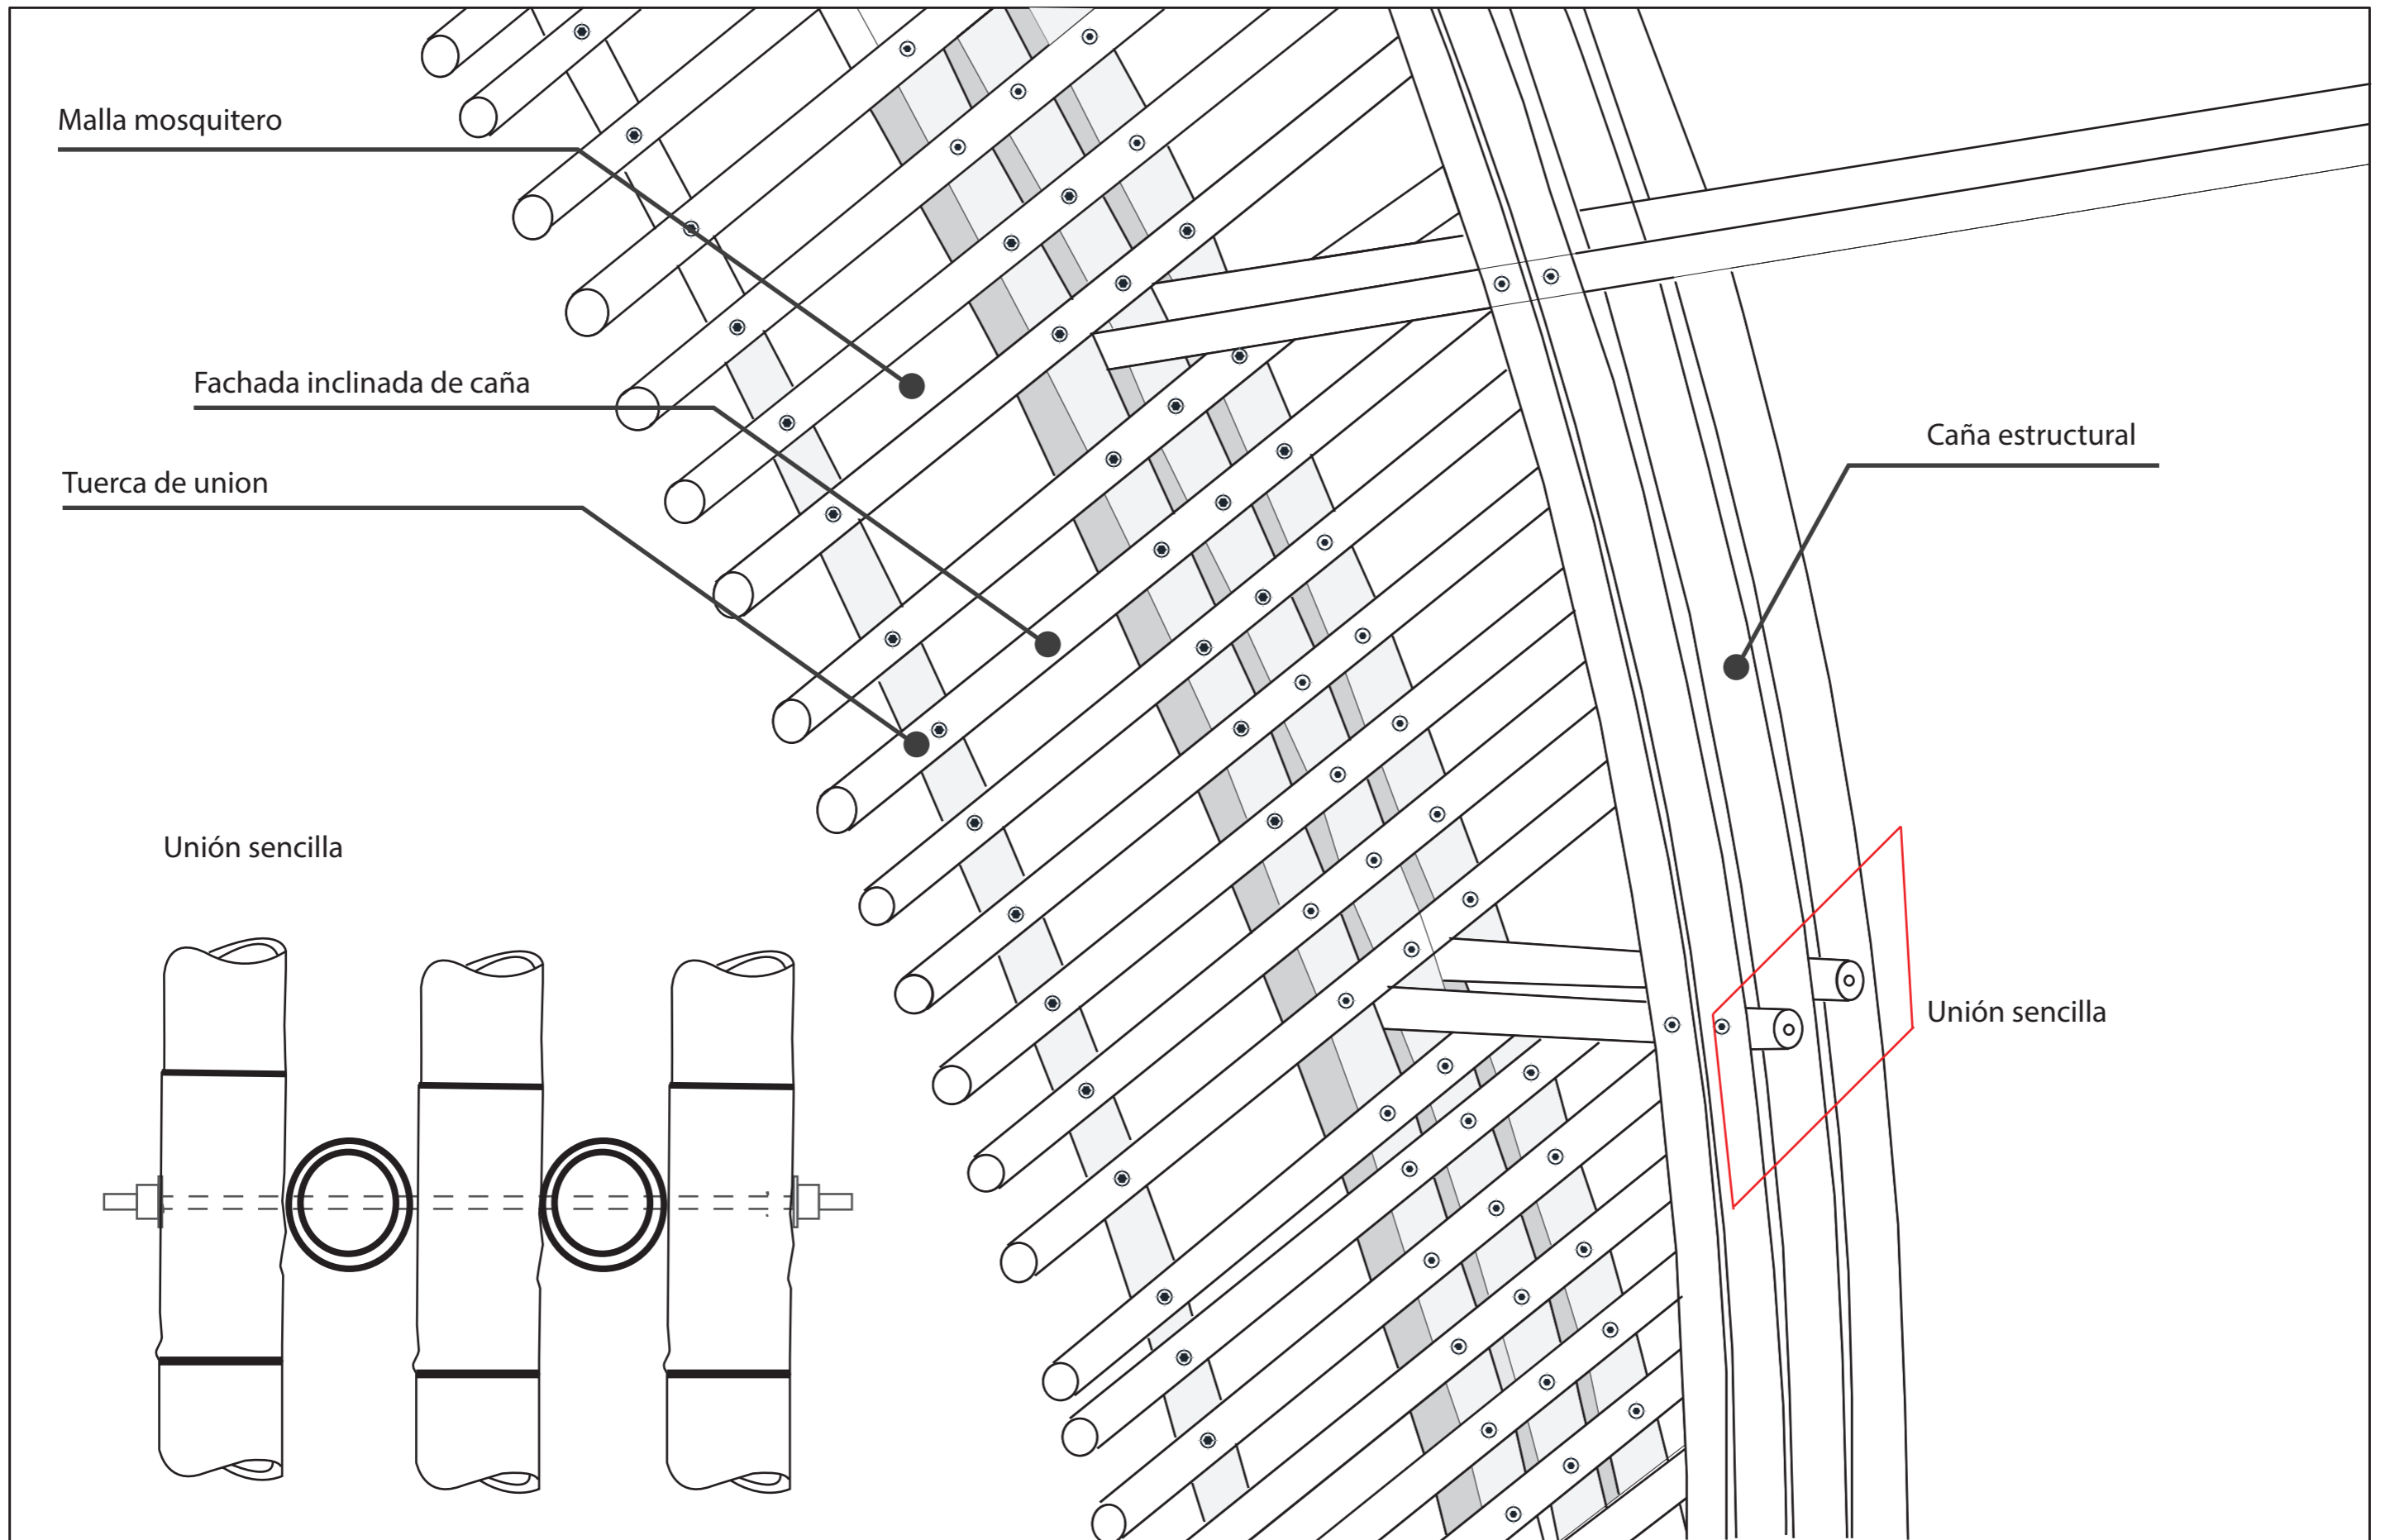 Malla mosquitero
Fachada inclinada de caña
Tuerca de union
Caña estructural
Unión sencilla
Unión sencilla